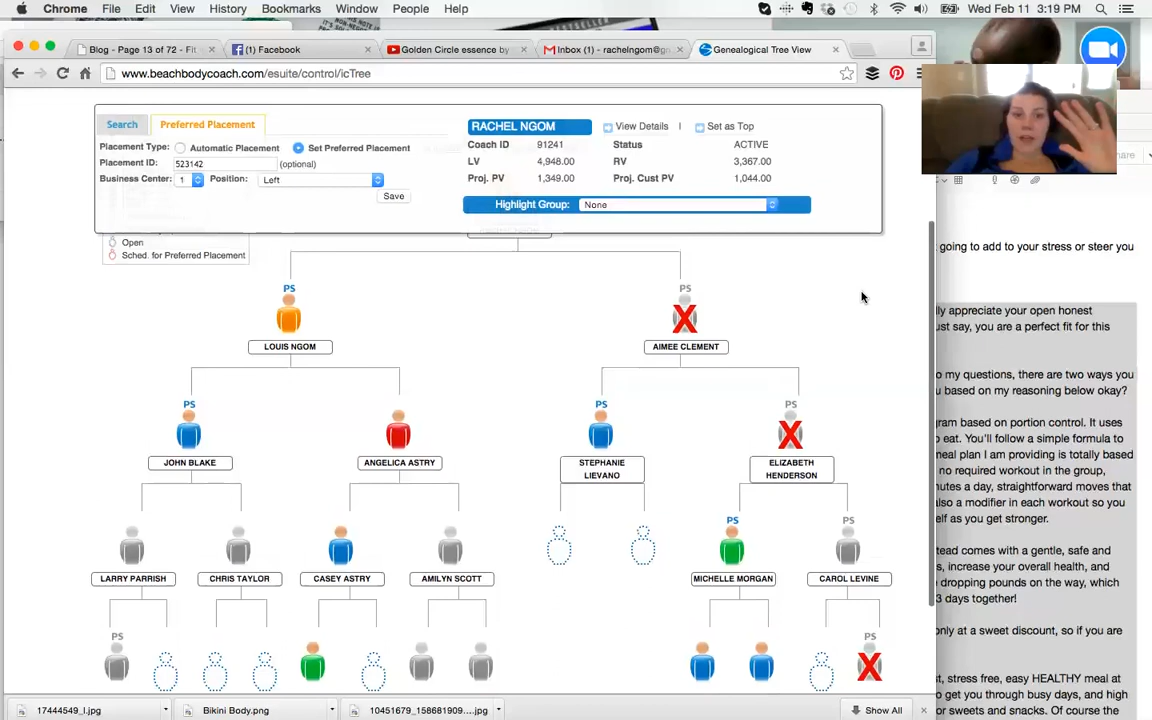 Chrome File Edit View History Bookmarks Window People Help Wed Feb 11 3:19 PM
Blog - Page 13 of 72 - Fit
(1) Facebook
Golden Circle essence by
Inbox (1) - rachelngom@g
Genealogical Tree View
www.beachbodycoach.com/esuite/control/icTree
Search Preferred Placement
Placement Type: Automatic Placement Set Preferred Placement
Placement ID: 523142 (optional)
Business Center: 1 Position: Left
Save
RACHEL NGOM View Details | Set as Top
Coach ID 91241 Status ACTIVE
LV 4,948.00 RV 3,367.00
Proj. PV 1,349.00 Proj. Cust PV 1,044.00
Highlight Group: None
Open
Sched. for Preferred Placement
PS PS
LOUIS NGOM AIMEE CLEMENT
PS PS PS
JOHN BLAKE ANGELICA ASTRY STEPHANIE LIEVANO ELIZABETH HENDERSON
PS PS
LARRY PARRISH CHRIS TAYLOR CASEY ASTRY AMILYN SCOTT MICHELLE MORGAN CAROL LEVINE
PS PS
going to add to your stress or steer you
appreciate your open honest
just say, you are a perfect fit for this
my questions, there are two ways you
based on my reasoning below okay?
gram based on portion control. It uses
eat. You'll follow a simple formula to
meal plan I am providing is totally based
no required workout in the group,
nutes a day, straightforward moves that
also a modifier in each workout so you
elf as you get stronger.
tead comes with a gentle, safe and
s, increase your overall health, and
dropping pounds on the way, which
3 days together!
only at a sweet discount, so if you are
st, stress free, easy HEALTHY meal at
to get you through busy days, and high
or sweets and snacks. Of course the
17444549_l.jpg Bikini Body.png 10451679_158681909....jpg Show All